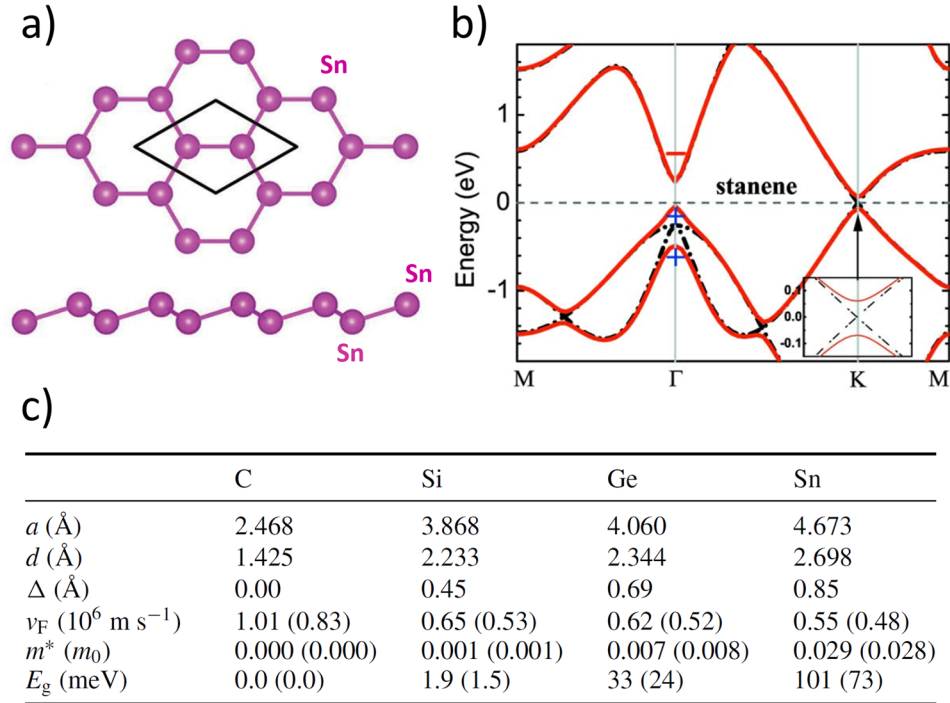 a)
Sn
Sn
Sn
b)
Energy (eV)
1
0
-1
stanene
−
+
+
0.1
0.0
-0.1
M Γ K M
c)
C Si Ge Sn
a (Å) 2.468 3.868 4.060 4.673
d (Å) 1.425 2.233 2.344 2.698
Δ (Å) 0.00 0.45 0.69 0.85
vF (10⁶ m s⁻¹) 1.01 (0.83) 0.65 (0.53) 0.62 (0.52) 0.55 (0.48)
m* (m₀) 0.000 (0.000) 0.001 (0.001) 0.007 (0.008) 0.029 (0.028)
Eg (meV) 0.0 (0.0) 1.9 (1.5) 33 (24) 101 (73)